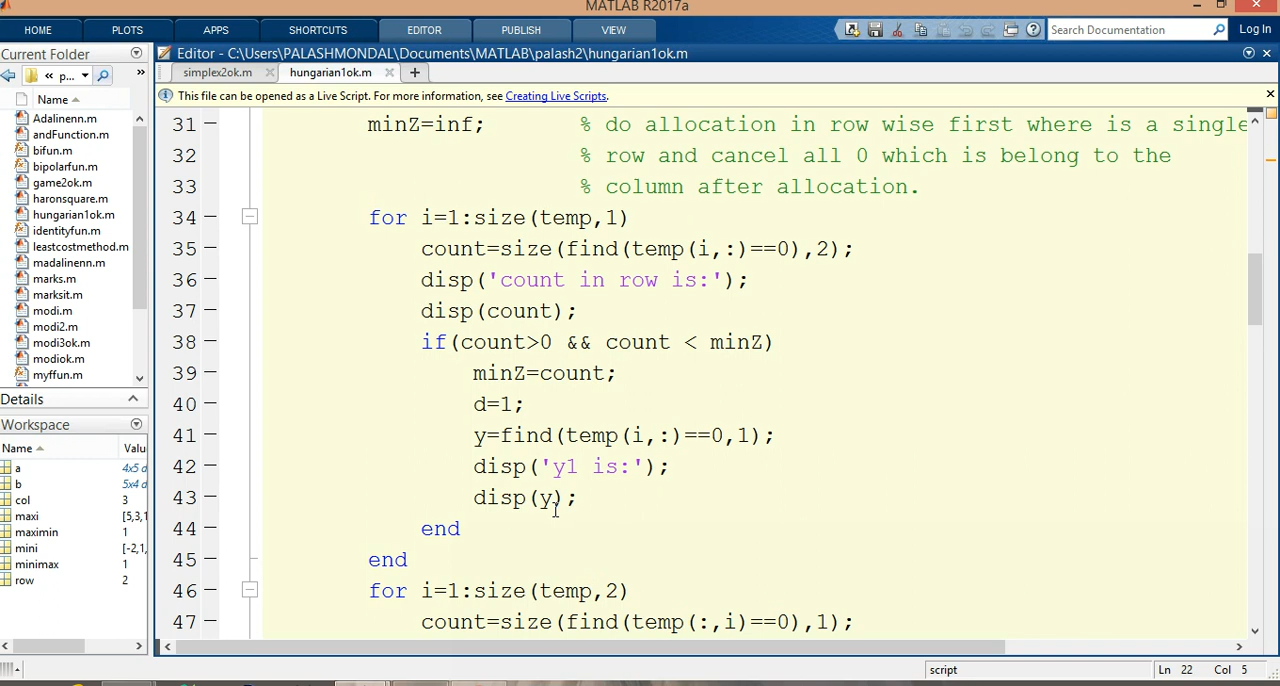 MATLAB R2017a
HOME PLOTS APPS SHORTCUTS EDITOR PUBLISH VIEW Search Documentation Log In
Current Folder
« p...
»
Name
Adalinenn.m
andFunction.m
bifun.m
bipolarfun.m
game2ok.m
haronsquare.m
hungarian1ok.m
identityfun.m
leastcostmethod.m
madalinenn.m
marks.m
marksit.m
modi.m
modi2.m
modi3ok.m
modiok.m
myffun.m
Details
Workspace
Name Valu
a 4x5 d
b 5x4 d
col 3
maxi [5,3,1
maximin 1
mini [-2,1,
minimax 1
row 2
Editor - C:\Users\PALASHMONDAL\Documents\MATLAB\palash2\hungarian1ok.m
simplex2ok.m hungarian1ok.m +
This file can be opened as a Live Script. For more information, see Creating Live Scripts.
31 – minZ=inf; % do allocation in row wise first where is a single
32 % row and cancel all 0 which is belong to the
33 % column after allocation.
34 – for i=1:size(temp,1)
35 – count=size(find(temp(i,:)==0),2);
36 – disp('count in row is:');
37 – disp(count);
38 – if(count>0 && count < minZ)
39 – minZ=count;
40 – d=1;
41 – y=find(temp(i,:)==0,1);
42 – disp('y1 is:');
43 – disp(y);
44 – end
45 – end
46 – for i=1:size(temp,2)
47 – count=size(find(temp(:,i)==0),1);
script Ln 22 Col 5